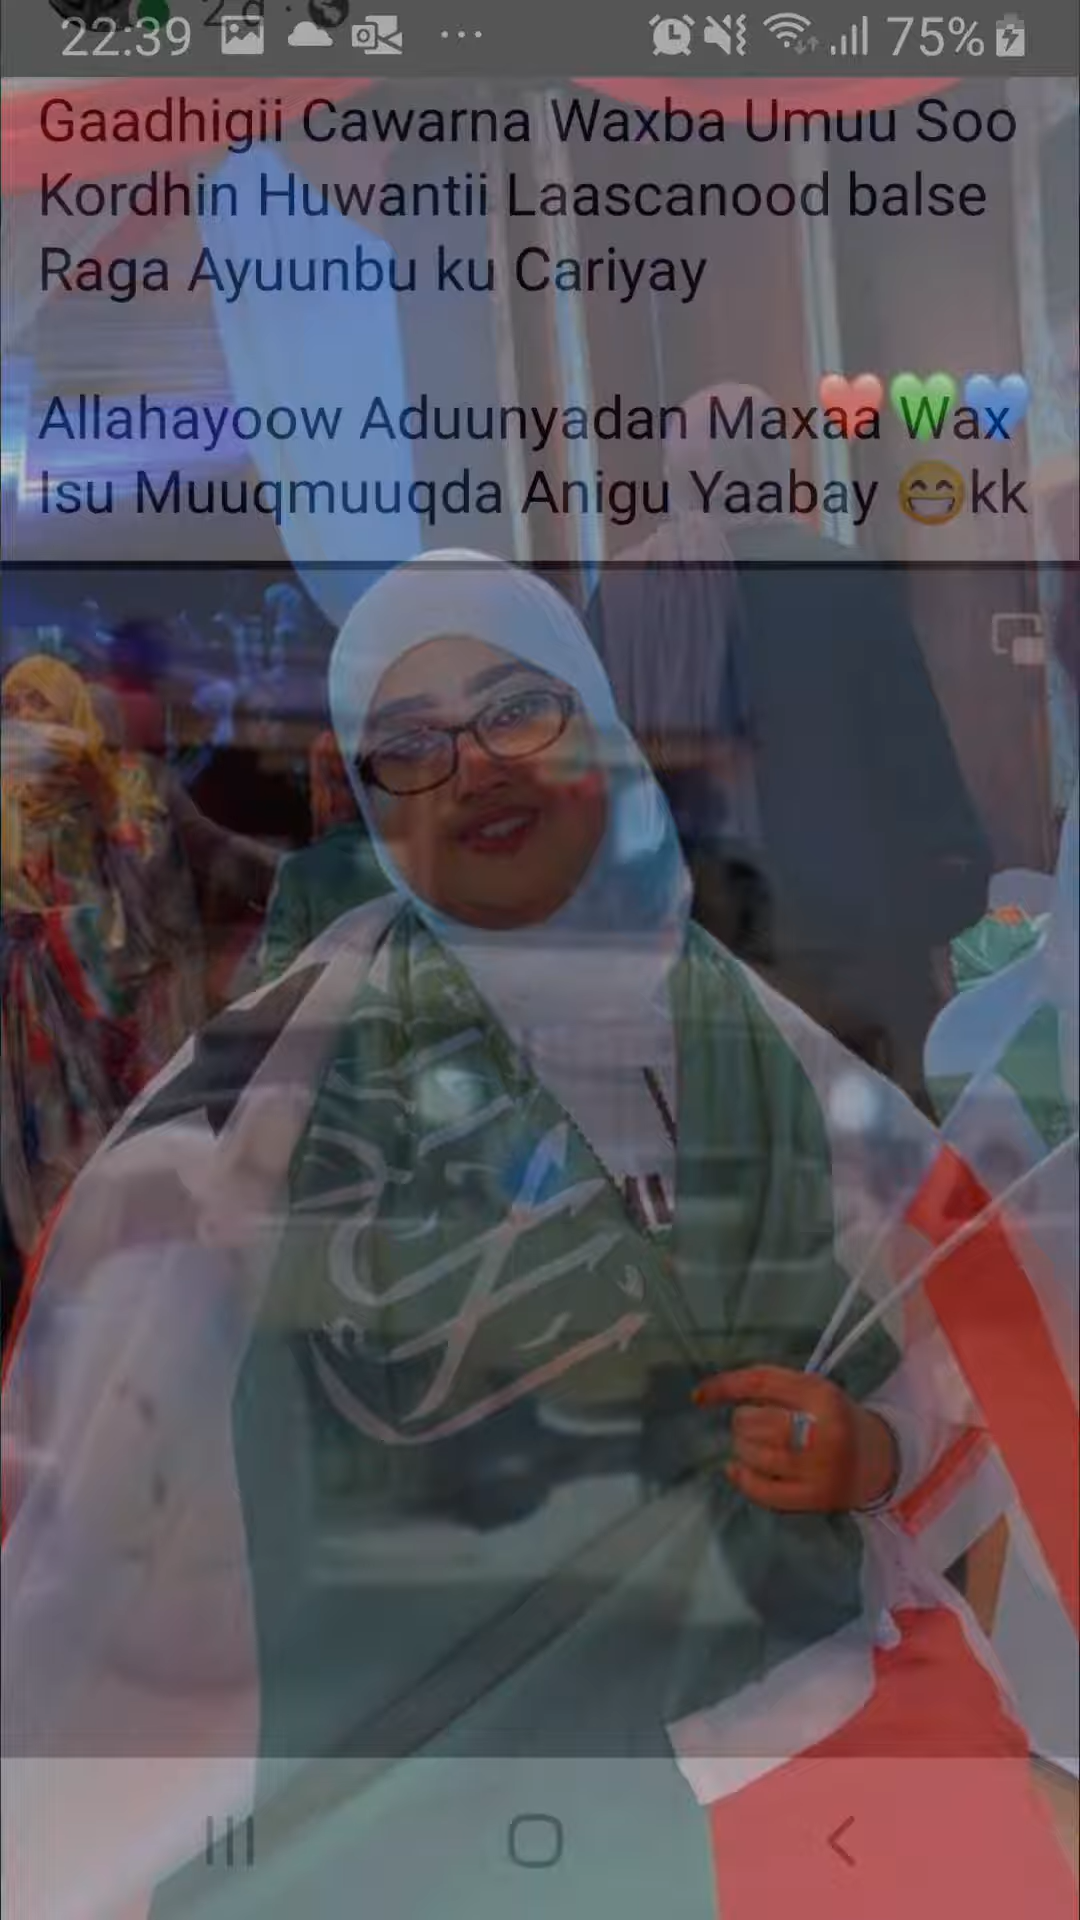 2 d ·
22:39 ... 75%
Gaadhigii Cawarna Waxba Umuu Soo
Kordhin Huwantii Laascanood balse
Raga Ayuunbu ku Cariyay
Allahayoow Aduunyadan Maxaa Wax
Isu Muuqmuuqda Anigu Yaabay 😁kk